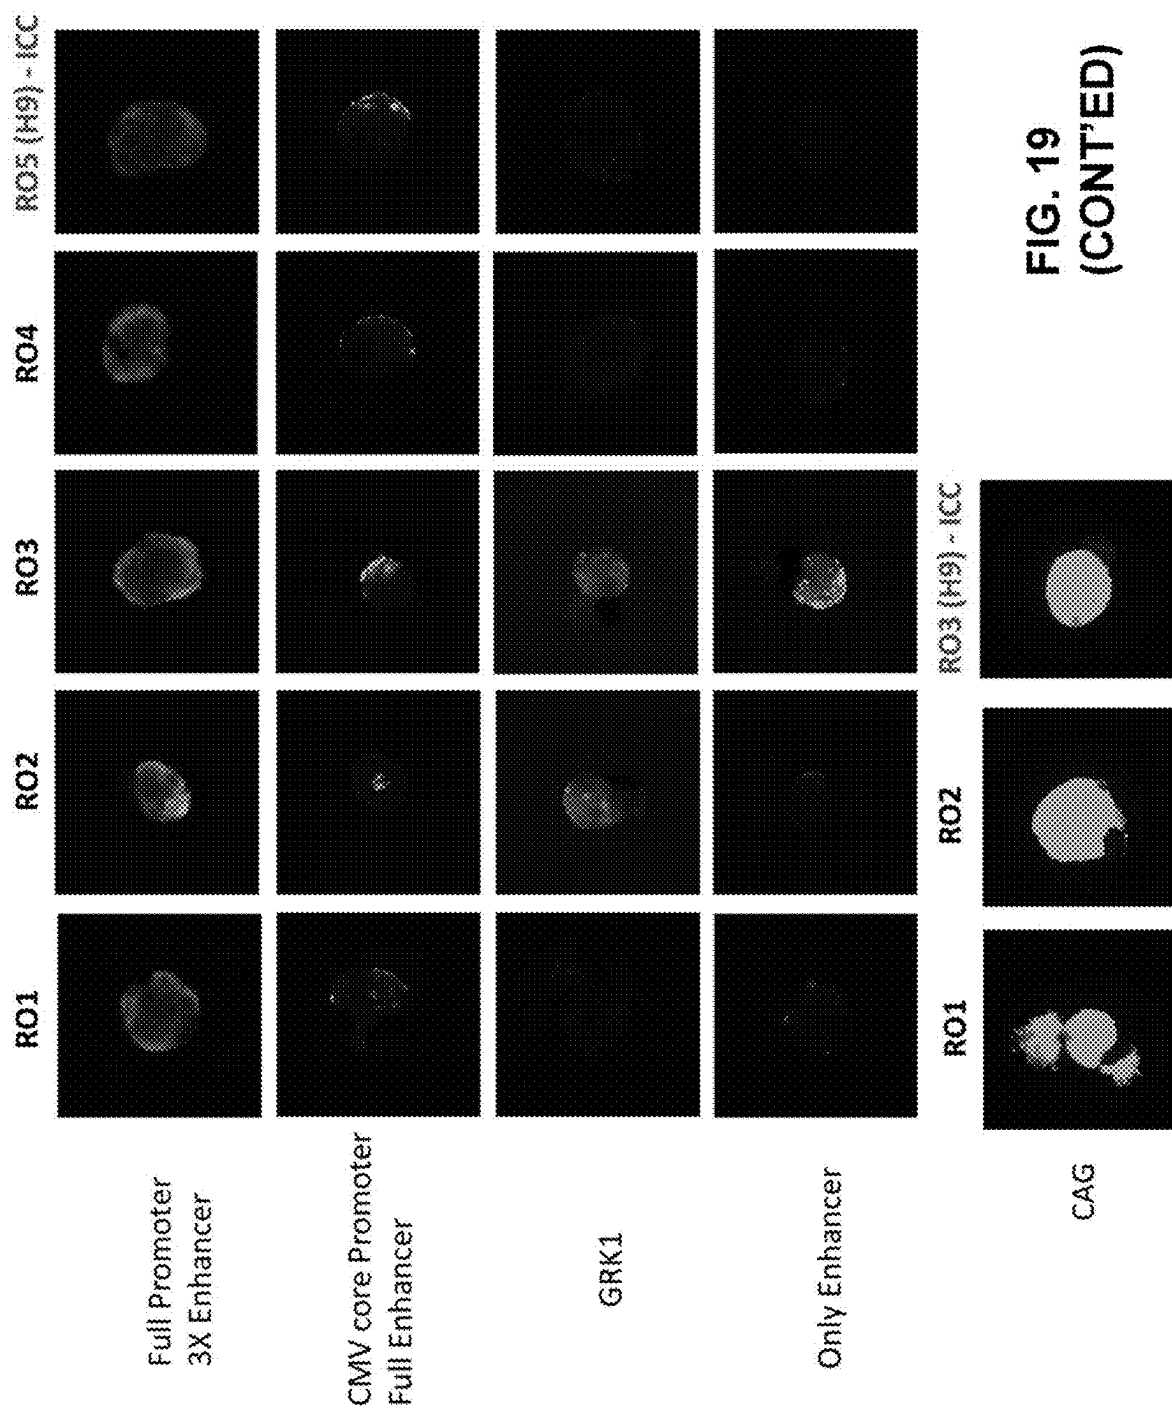 RO1
RO2
RO3
RO4
RO5 (H9) - ICC
Full Promoter
3X Enhancer
CMV core Promoter
Full Enhancer
GRK1
Only Enhancer
RO1
RO2
RO3 (H9) - ICC
CAG
FIG. 19
(CONT'ED)